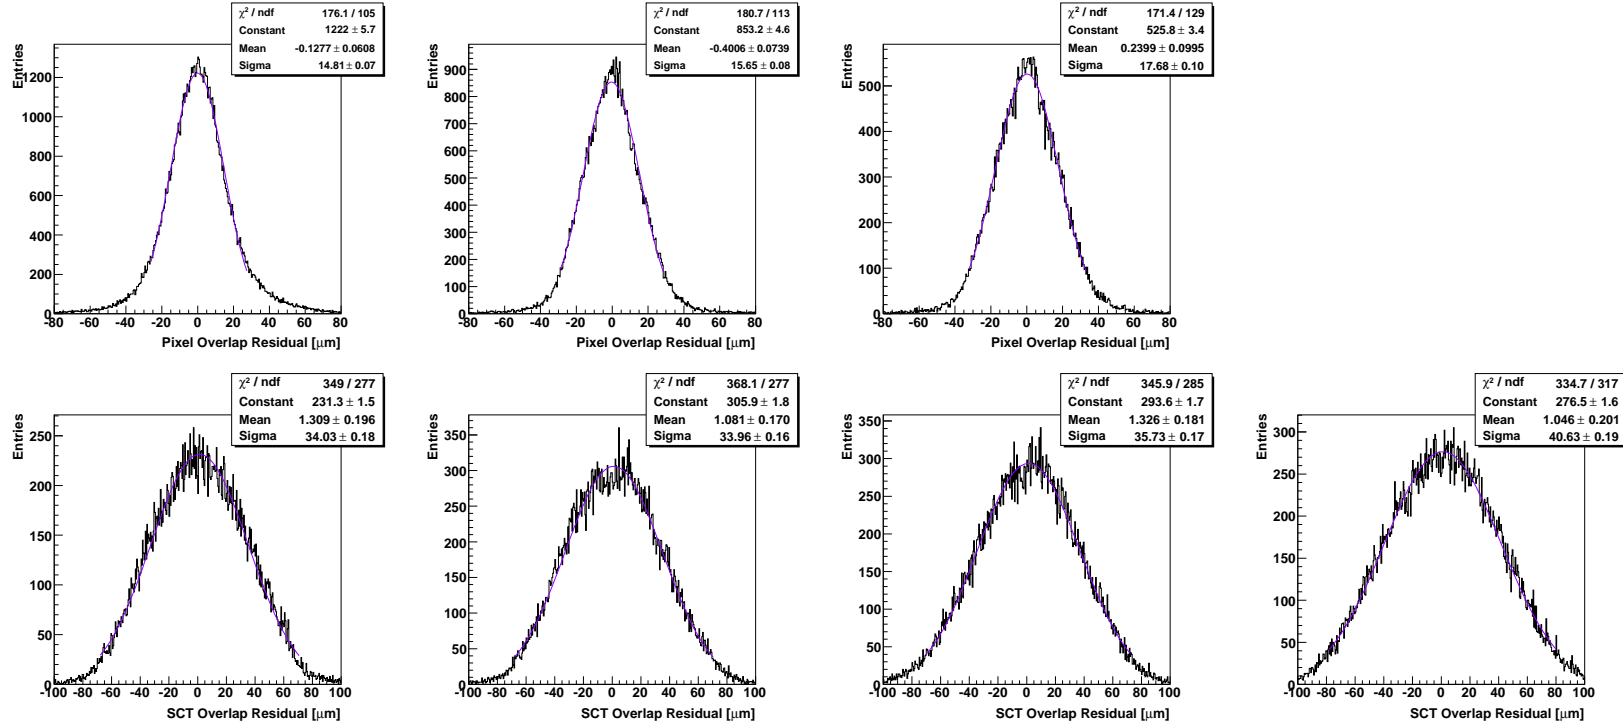 χ² / ndf 176.1 / 105
Constant 1222 ± 5.7
Mean -0.1277 ± 0.0608
Sigma 14.81 ± 0.07
Entries
1200
1000
800
600
400
200
0
-80 -60 -40 -20 0 20 40 60 80
Pixel Overlap Residual [μm]
χ² / ndf 180.7 / 113
Constant 853.2 ± 4.6
Mean -0.4006 ± 0.0739
Sigma 15.65 ± 0.08
Entries
900
800
700
600
500
400
300
200
100
0
-80 -60 -40 -20 0 20 40 60 80
Pixel Overlap Residual [μm]
χ² / ndf 171.4 / 129
Constant 525.8 ± 3.4
Mean 0.2399 ± 0.0995
Sigma 17.68 ± 0.10
Entries
500
400
300
200
100
0
-80 -60 -40 -20 0 20 40 60 80
Pixel Overlap Residual [μm]
χ² / ndf 349 / 277
Constant 231.3 ± 1.5
Mean 1.309 ± 0.196
Sigma 34.03 ± 0.18
Entries
250
200
150
100
50
0
-100 -80 -60 -40 -20 0 20 40 60 80 100
SCT Overlap Residual [μm]
χ² / ndf 368.1 / 277
Constant 305.9 ± 1.8
Mean 1.081 ± 0.170
Sigma 33.96 ± 0.16
Entries
350
300
250
200
150
100
50
0
-100 -80 -60 -40 -20 0 20 40 60 80 100
SCT Overlap Residual [μm]
χ² / ndf 345.9 / 285
Constant 293.6 ± 1.7
Mean 1.326 ± 0.181
Sigma 35.73 ± 0.17
Entries
350
300
250
200
150
100
50
0
-100 -80 -60 -40 -20 0 20 40 60 80 100
SCT Overlap Residual [μm]
χ² / ndf 334.7 / 317
Constant 276.5 ± 1.6
Mean 1.046 ± 0.201
Sigma 40.63 ± 0.19
Entries
300
250
200
150
100
50
0
-100 -80 -60 -40 -20 0 20 40 60 80 100
SCT Overlap Residual [μm]